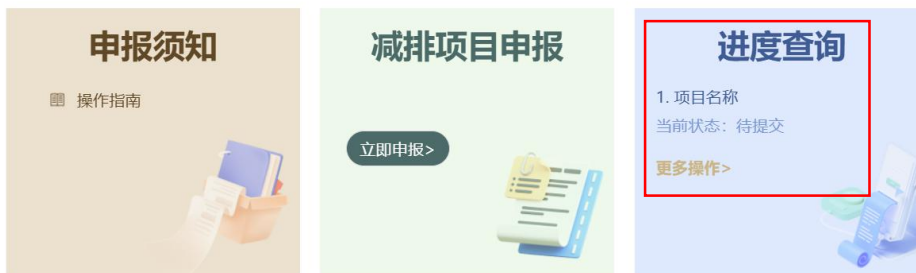 申报须知
操作指南
减排项目申报
立即申报>
进度查询
1. 项目名称
当前状态：待提交
更多操作>